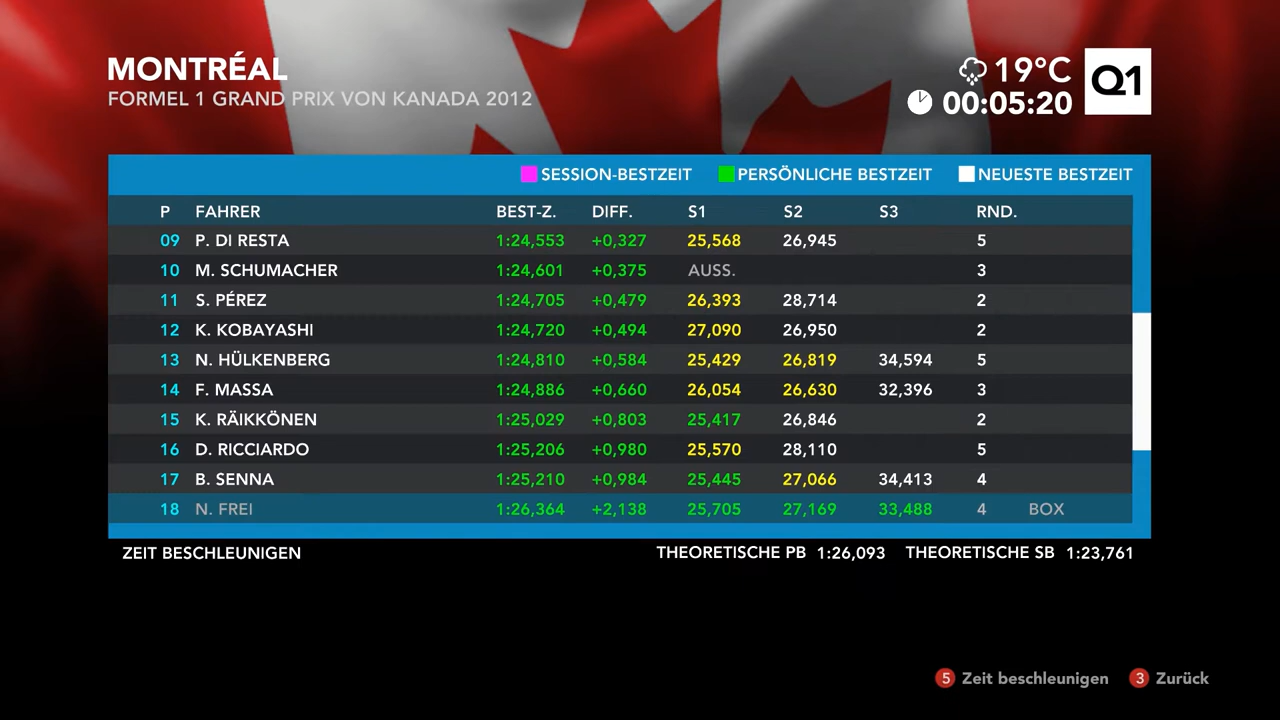 MONTRÉAL
19°C
Q1
FORMEL 1 GRAND PRIX VON KANADA 2012
00:05:20
SESSION-BESTZEIT PERSÖNLICHE BESTZEIT NEUESTE BESTZEIT
P FAHRER BEST-Z. DIFF. S1 S2 S3 RND.
09 P. DI RESTA 1:24,553 +0,327 25,568 26,945 5
10 M. SCHUMACHER 1:24,601 +0,375 AUSS. 3
11 S. PÉREZ 1:24,705 +0,479 26,393 28,714 2
12 K. KOBAYASHI 1:24,720 +0,494 27,090 26,950 2
13 N. HÜLKENBERG 1:24,810 +0,584 25,429 26,819 34,594 5
14 F. MASSA 1:24,886 +0,660 26,054 26,630 32,396 3
15 K. RÄIKKÖNEN 1:25,029 +0,803 25,417 26,846 2
16 D. RICCIARDO 1:25,206 +0,980 25,570 28,110 5
17 B. SENNA 1:25,210 +0,984 25,445 27,066 34,413 4
18 N. FREI 1:26,364 +2,138 25,705 27,169 33,488 4 BOX
ZEIT BESCHLEUNIGEN THEORETISCHE PB 1:26,093 THEORETISCHE SB 1:23,761
5 Zeit beschleunigen 3 Zurück